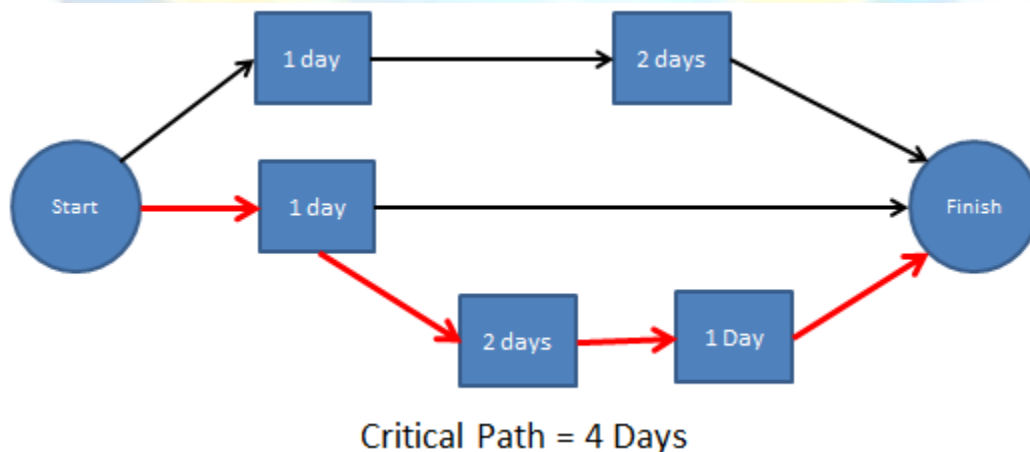 1 day
2 days
Start
1 day
Finish
2 days
1 Day
Critical Path = 4 Days